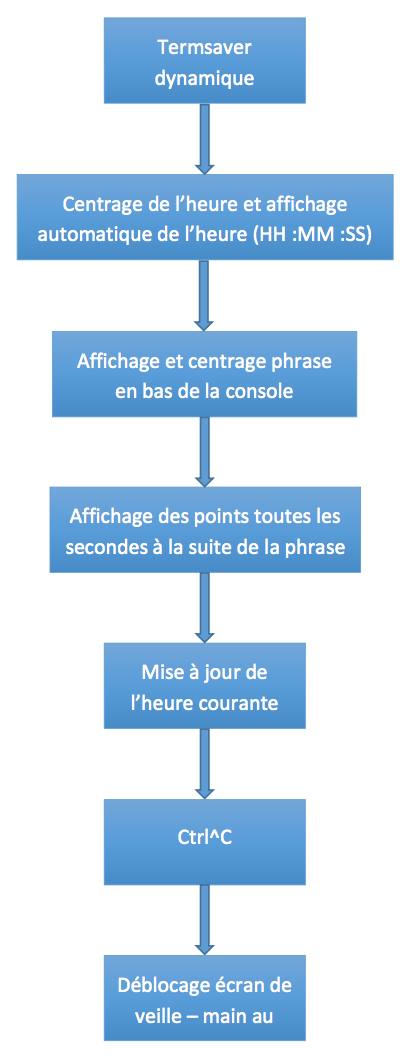 Termsaver
dynamique
Centrage de l’heure et affichage
automatique de l’heure (HH :MM :SS)
Affichage et centrage phrase
en bas de la console
Affichage des points toutes les
secondes à la suite de la phrase
Mise à jour de
l’heure courante
Ctrl^C
Déblocage écran de
veille – main au